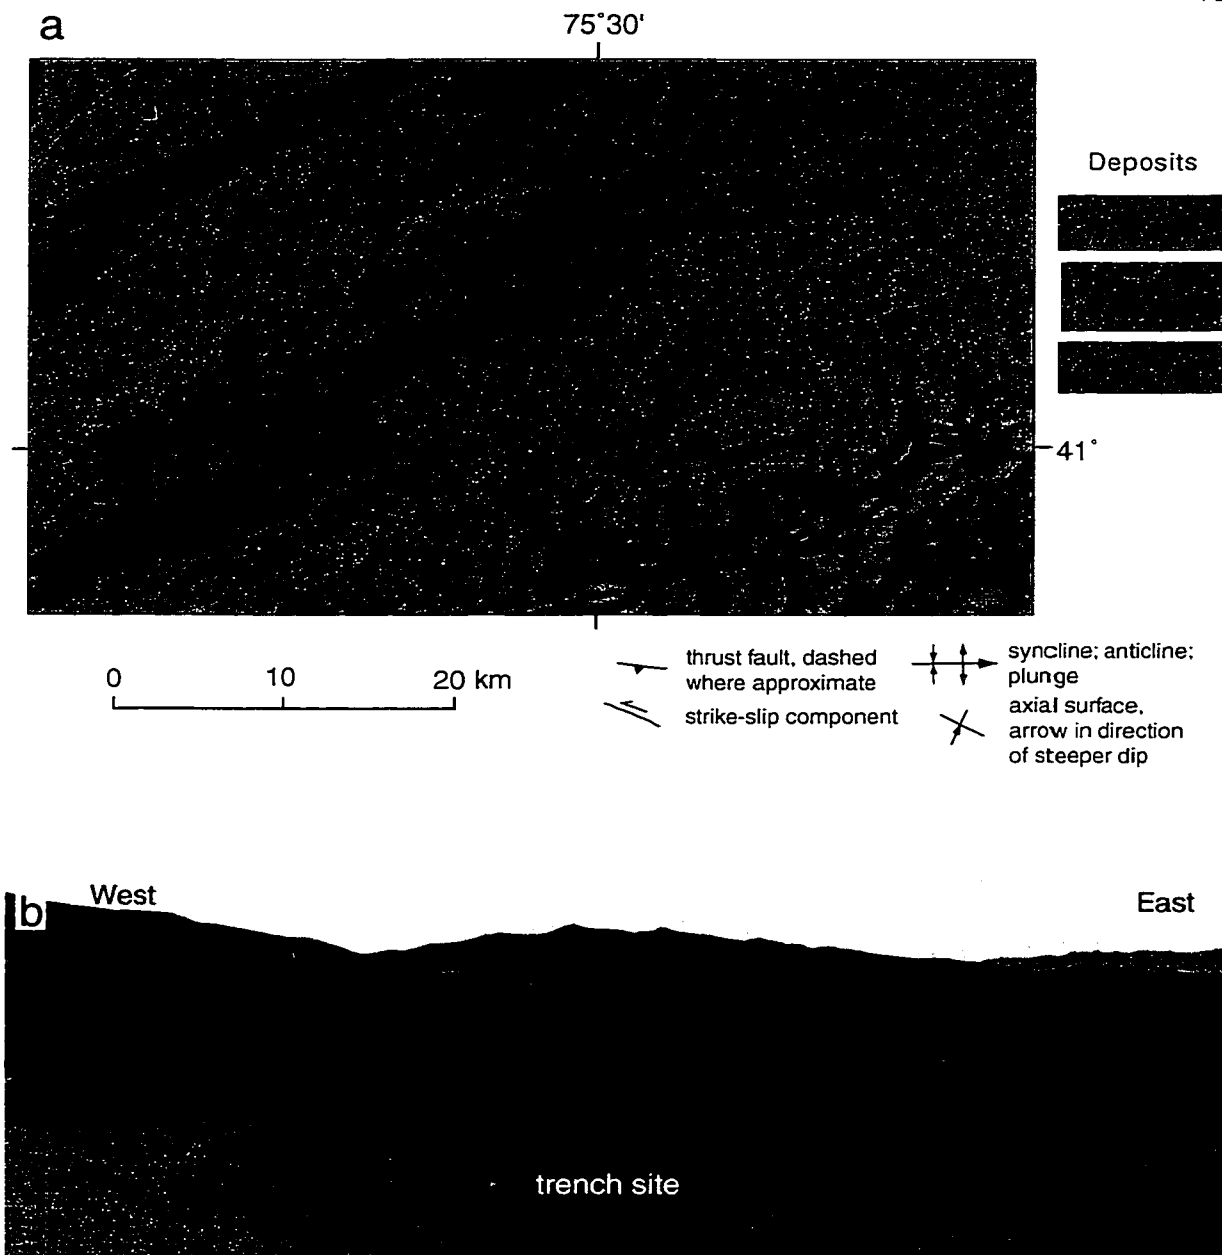 a
75°30'
Deposits
41°
0 10 20 km
thrust fault, dashed
where approximate
strike-slip component
syncline; anticline;
plunge
axial surface,
arrow in direction
of steeper dip
b
West
East
trench site